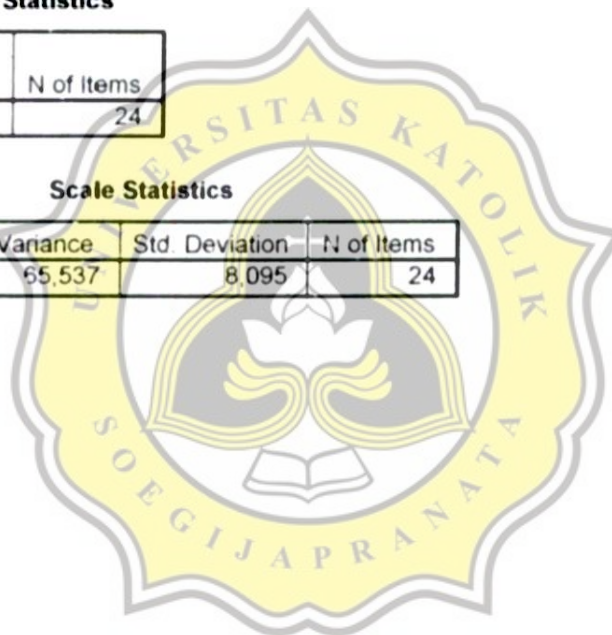 Statistics
N of Items
24
Scale Statistics
Variance Std. Deviation N of Items
65,537 8,095 24
UNIVERSITAS KATOLIK
SOEGIJAPRANATA